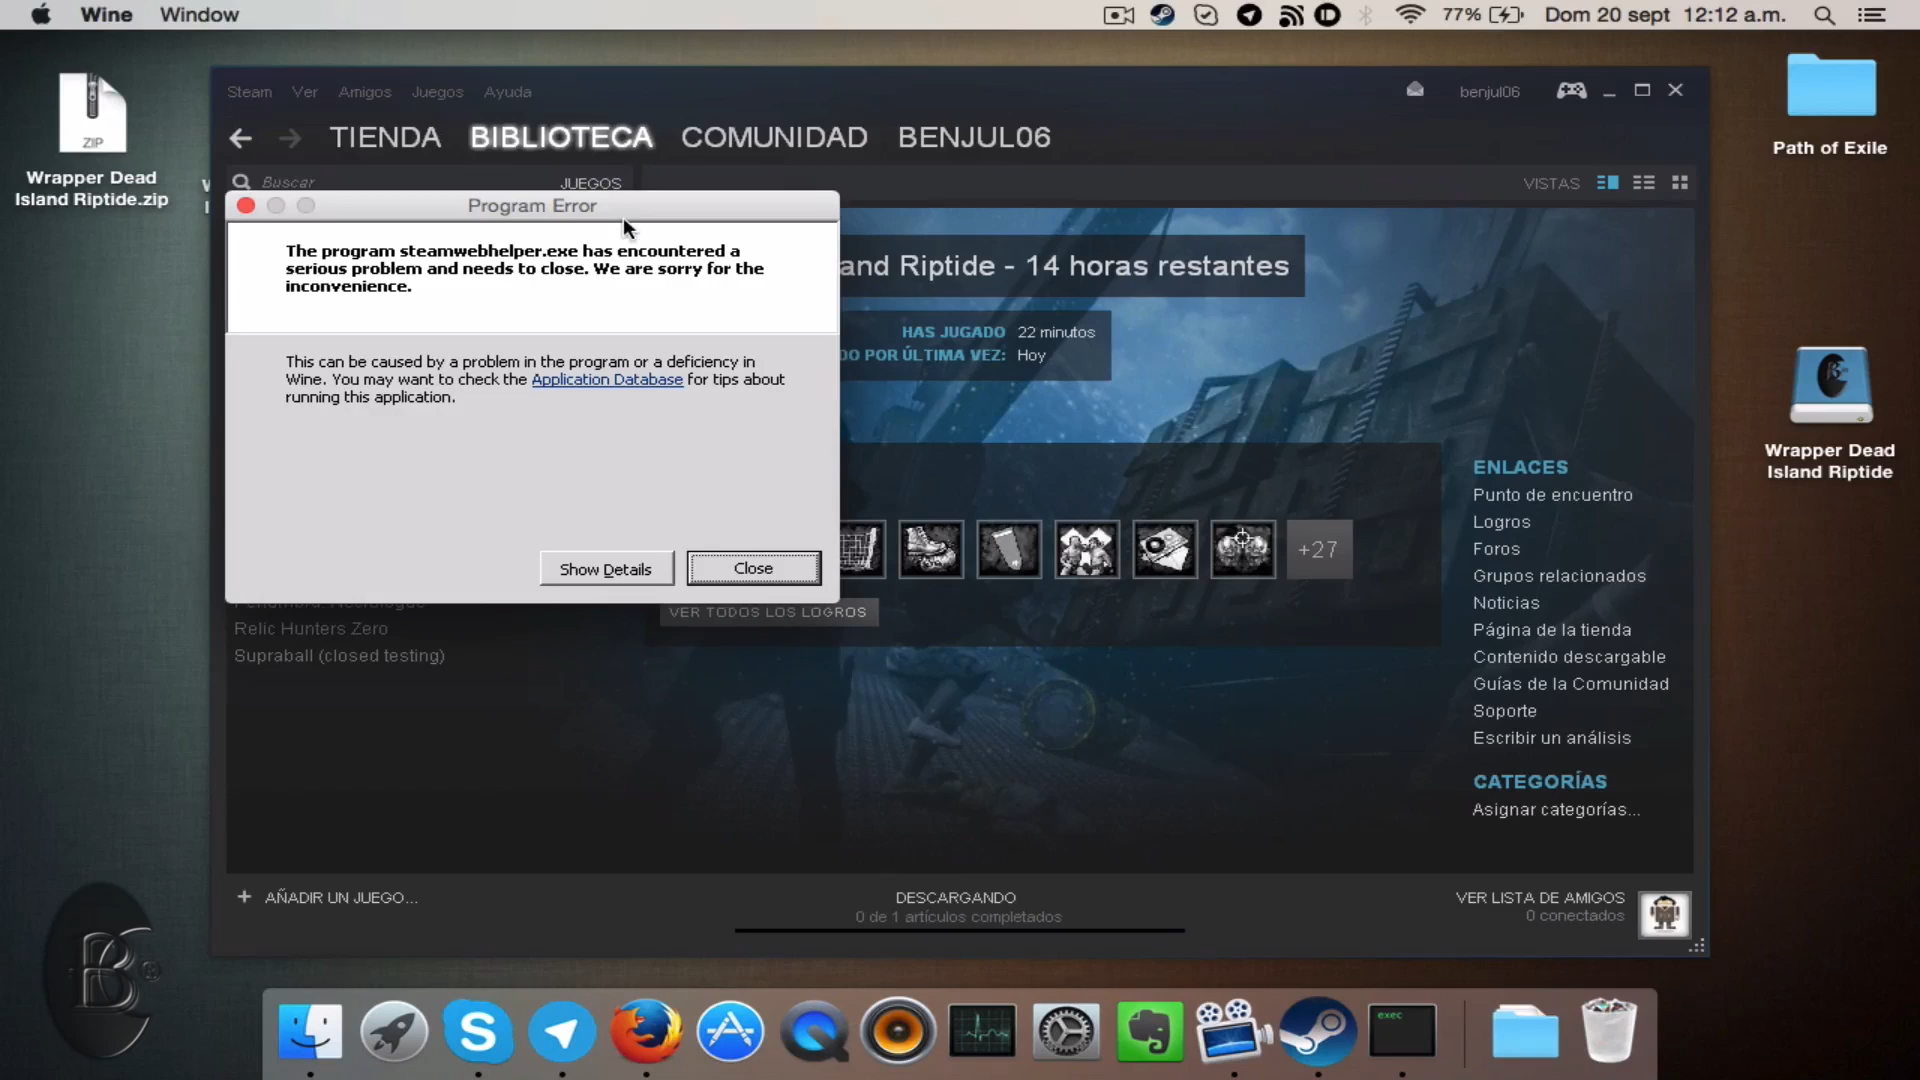 Wine Window
77% Dom 20 sept 12:12 a.m.
ZIP
Wrapper Dead
Island Riptide.zip
Path of Exile
Wrapper Dead
Island Riptide
Steam Ver Amigos Juegos Ayuda
benjul06
TIENDA BIBLIOTECA COMUNIDAD BENJUL06
Buscar JUEGOS
VISTAS
Program Error
The program steamwebhelper.exe has encountered a
serious problem and needs to close. We are sorry for the
inconvenience.
This can be caused by a problem in the program or a deficiency in
Wine. You may want to check the Application Database for tips about
running this application.
Show Details Close
and Riptide - 14 horas restantes
HAS JUGADO 22 minutos
DO POR ÚLTIMA VEZ: Hoy
+27
VER TODOS LOS LOGROS
Relic Hunters Zero
Supraball (closed testing)
ENLACES
Punto de encuentro
Logros
Foros
Grupos relacionados
Noticias
Página de la tienda
Contenido descargable
Guías de la Comunidad
Soporte
Escribir un análisis
CATEGORÍAS
Asignar categorías...
+ AÑADIR UN JUEGO...
DESCARGANDO
0 de 1 artículos completados
VER LISTA DE AMIGOS
0 conectados
exec